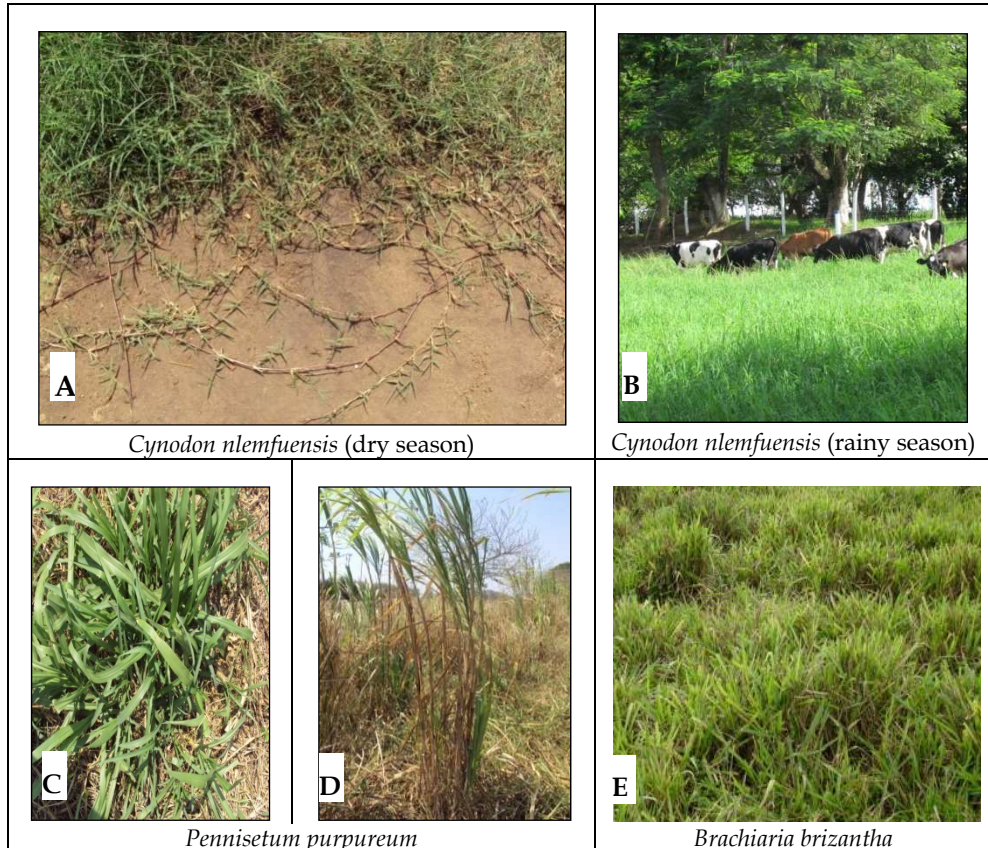 A
B
Cynodon nlemfuensis (dry season)
Cynodon nlemfuensis (rainy season)
C
D
E
Pennisetum purpureum
Brachiaria brizantha